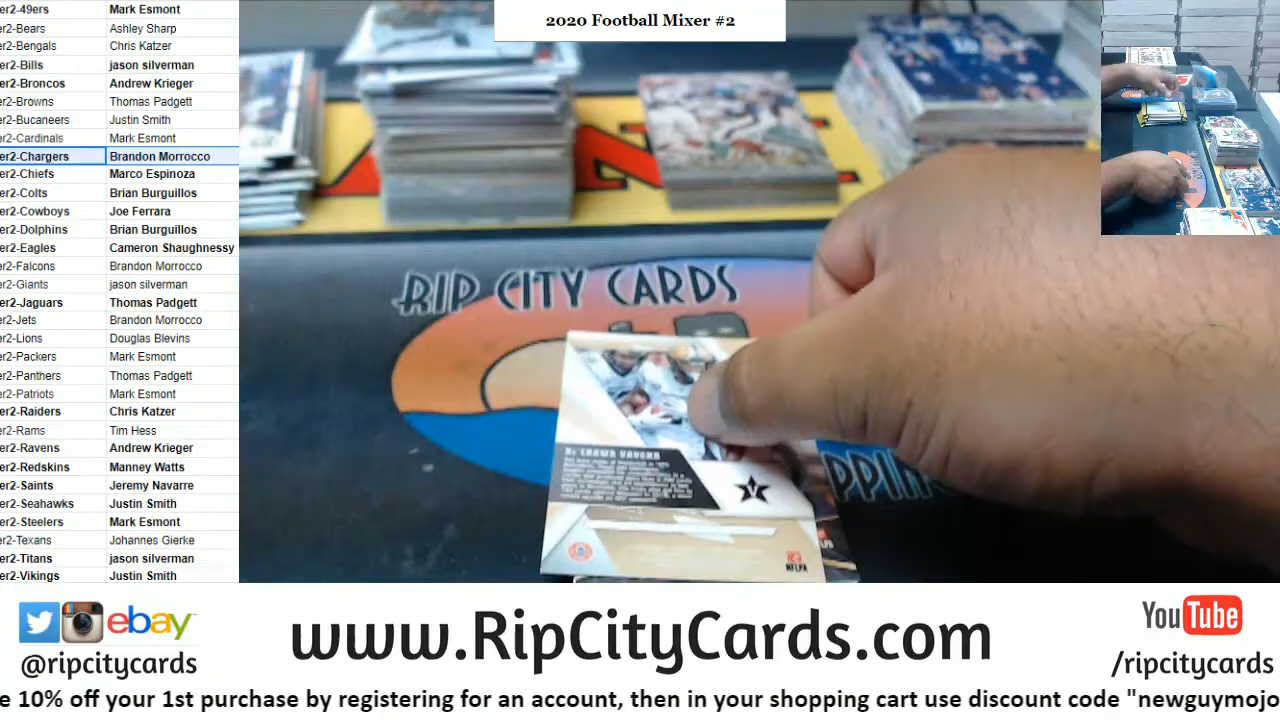 2020 Football Mixer #2
er2-49ers Mark Esmont
er2-Bears Ashley Sharp
er2-Bengals Chris Katzer
er2-Bills jason silverman
er2-Broncos Andrew Krieger
er2-Browns Thomas Padgett
er2-Bucaneers Justin Smith
er2-Cardinals Mark Esmont
er2-Chargers Brandon Morrocco
er2-Chiefs Marco Espinoza
er2-Colts Brian Burguillos
er2-Cowboys Joe Ferrara
er2-Dolphins Brian Burguillos
er2-Eagles Cameron Shaughnessy
er2-Falcons Brandon Morrocco
er2-Giants jason silverman
er2-Jaguars Thomas Padgett
er2-Jets Brandon Morrocco
er2-Lions Douglas Blevins
er2-Packers Mark Esmont
er2-Panthers Thomas Padgett
er2-Patriots Mark Esmont
er2-Raiders Chris Katzer
er2-Rams Tim Hess
er2-Ravens Andrew Krieger
er2-Redskins Manney Watts
er2-Saints Jeremy Navarre
er2-Seahawks Justin Smith
er2-Steelers Mark Esmont
er2-Texans Johannes Gierke
er2-Titans jason silverman
er2-Vikings Justin Smith
RIP CITY CARDS
KE'SHAWN VAUGHN
V
NFLPA
PPIN
ebay
@ripcitycards
www.RipCityCards.com
YouTube
/ripcitycards
e 10% off your 1st purchase by registering for an account, then in your shopping cart use discount code "newguymojo